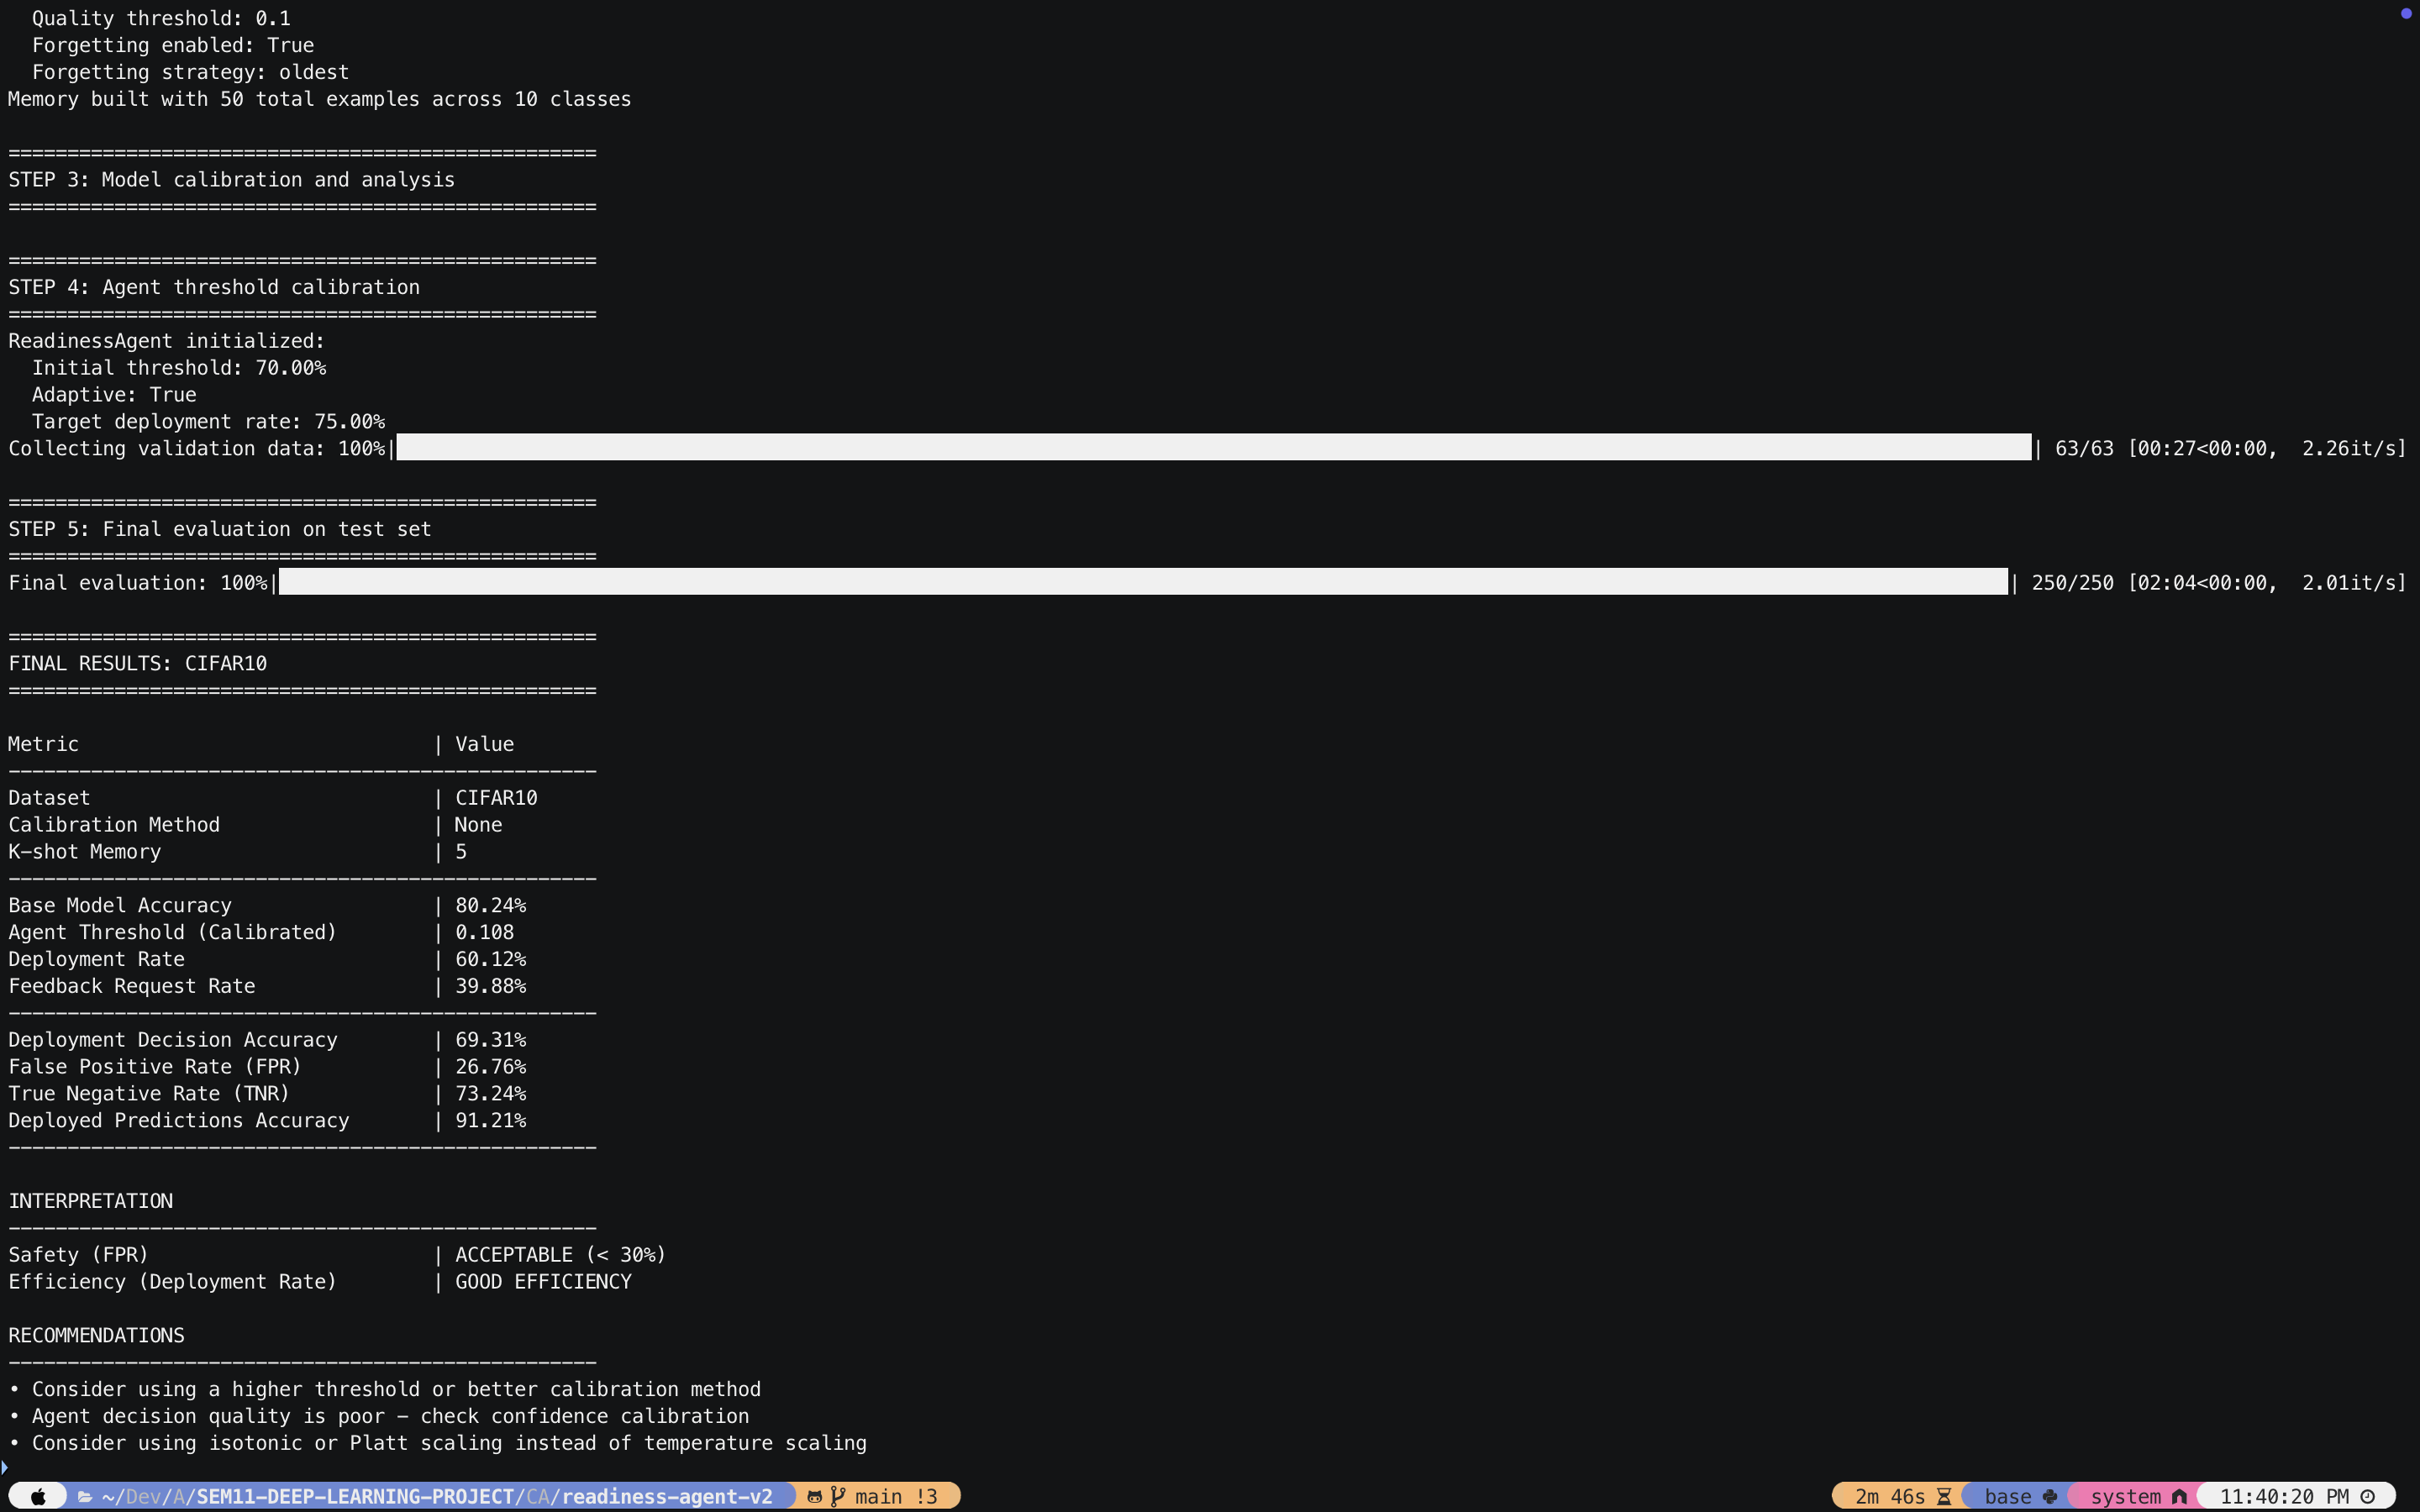 Quality threshold: 0.1
Forgetting enabled: True
Forgetting strategy: oldest
Memory built with 50 total examples across 10 classes
==================================================
STEP 3: Model calibration and analysis
==================================================
==================================================
STEP 4: Agent threshold calibration
==================================================
ReadinessAgent initialized:
Initial threshold: 70.00%
Adaptive: True
Target deployment rate: 75.00%
Collecting validation data: 100%| | 63/63 [00:27<00:00, 2.26it/s]
==================================================
STEP 5: Final evaluation on test set
==================================================
Final evaluation: 100%| | 250/250 [02:04<00:00, 2.01it/s]
==================================================
FINAL RESULTS: CIFAR10
==================================================
Metric | Value
--------------------------------------------------
Dataset | CIFAR10
Calibration Method | None
K-shot Memory | 5
--------------------------------------------------
Base Model Accuracy | 80.24%
Agent Threshold (Calibrated) | 0.108
Deployment Rate | 60.12%
Feedback Request Rate | 39.88%
--------------------------------------------------
Deployment Decision Accuracy | 69.31%
False Positive Rate (FPR) | 26.76%
True Negative Rate (TNR) | 73.24%
Deployed Predictions Accuracy | 91.21%
--------------------------------------------------
INTERPRETATION
--------------------------------------------------
Safety (FPR) | ACCEPTABLE (< 30%)
Efficiency (Deployment Rate) | GOOD EFFICIENCY
RECOMMENDATIONS
--------------------------------------------------
• Consider using a higher threshold or better calibration method
• Agent decision quality is poor - check confidence calibration
• Consider using isotonic or Platt scaling instead of temperature scaling
~/Dev/A/SEM11-DEEP-LEARNING-PROJECT/CA/readiness-agent-v2 main !3 2m 46s base system 11:40:20 PM